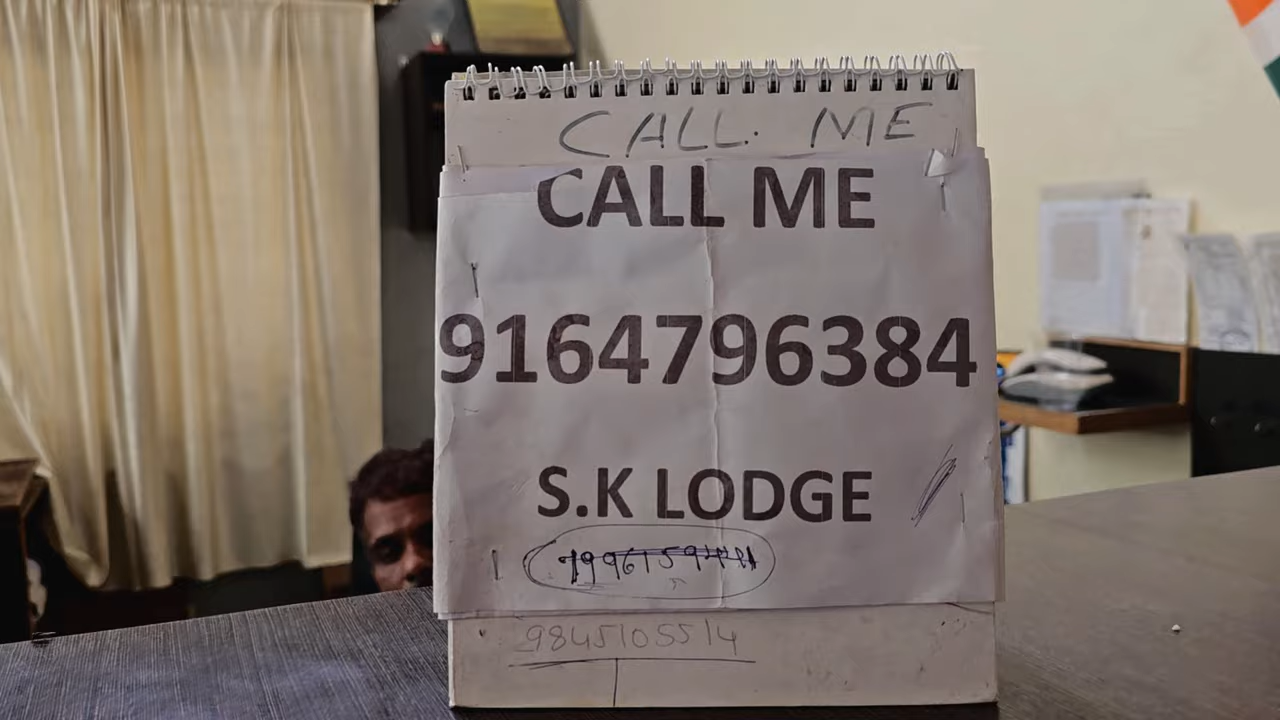 CALL. ME
CALL ME
9164796384
S.K LODGE
9845105514